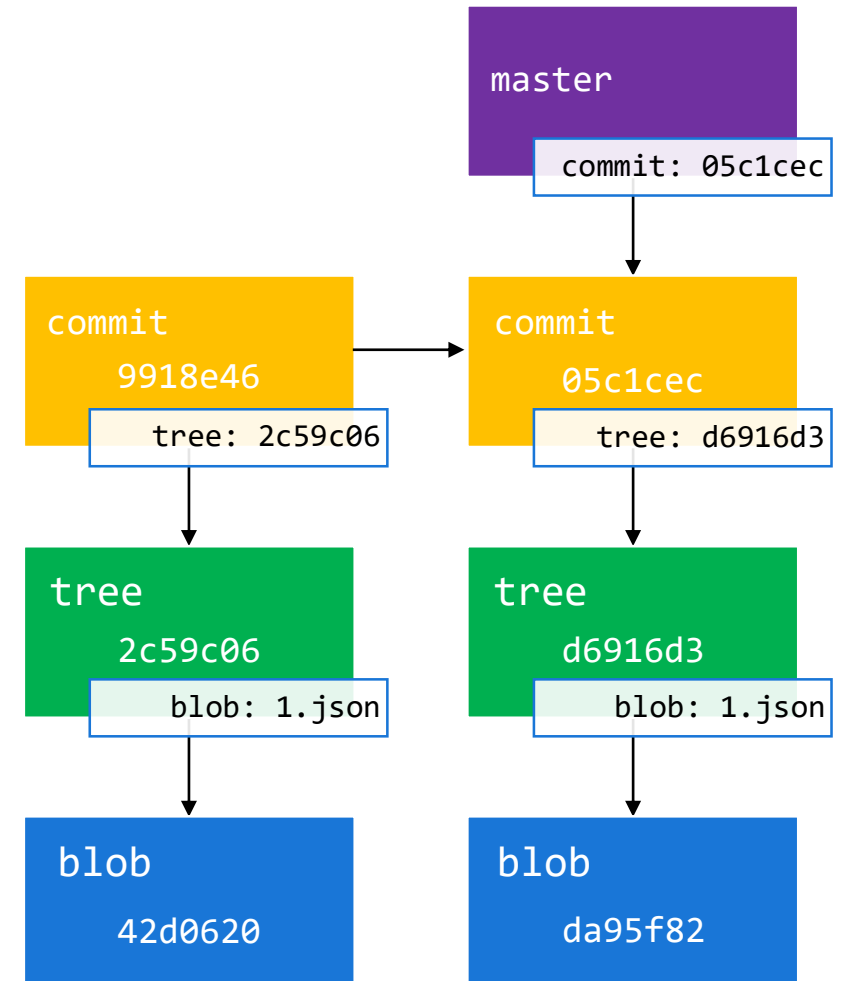 master
commit: 05c1cec
commit
9918e46
tree: 2c59c06
commit
05c1cec
tree: d6916d3
tree
2c59c06
blob: 1.json
tree
d6916d3
blob: 1.json
blob
42d0620
blob
da95f82